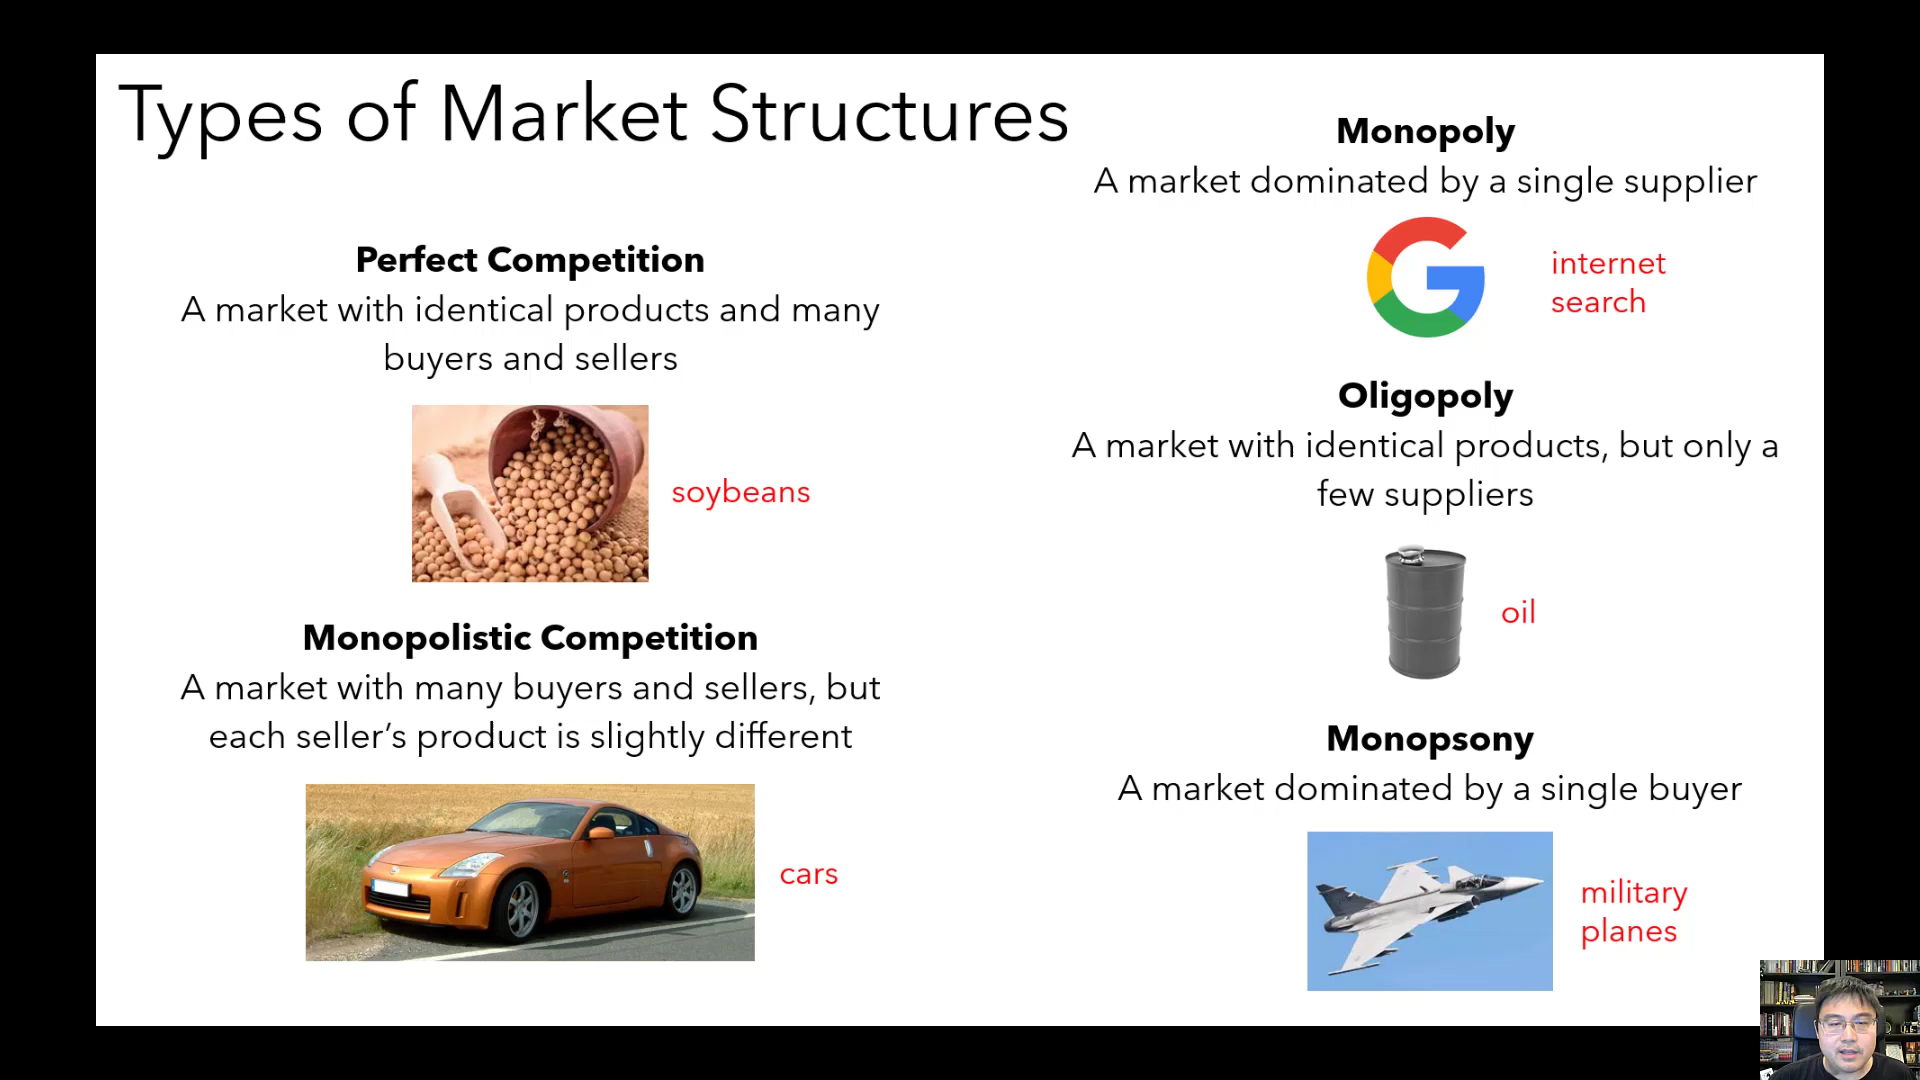 Types of Market Structures
Perfect Competition
A market with identical products and many
buyers and sellers
soybeans
Monopolistic Competition
A market with many buyers and sellers, but
each seller’s product is slightly different
cars
Monopoly
A market dominated by a single supplier
internet
search
Oligopoly
A market with identical products, but only a
few suppliers
oil
Monopsony
A market dominated by a single buyer
military
planes